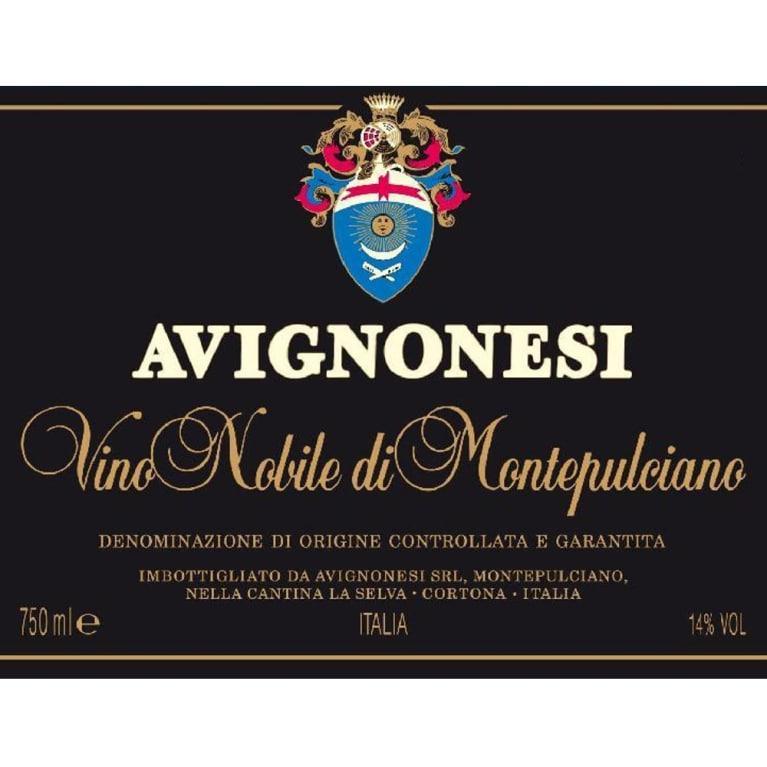 AVIGNONESI
Vino Nobile di Montepulciano
DENOMINAZIONE DI ORIGINE CONTROLLATA E GARANTITA
IMBOTTIGLIATO DA AVIGNONESI SRL, MONTEPULCIANO,
NELLA CANTINA LA SELVA · CORTONA · ITALIA
750 ml e ITALIA 14% VOL